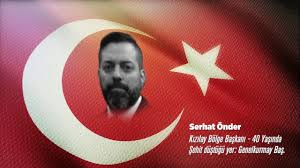 Serhat Önder
Kızılay Bölge Başkanı - 40 Yaşında
Şehit düştüğü yer: Genelkurmay Baş.